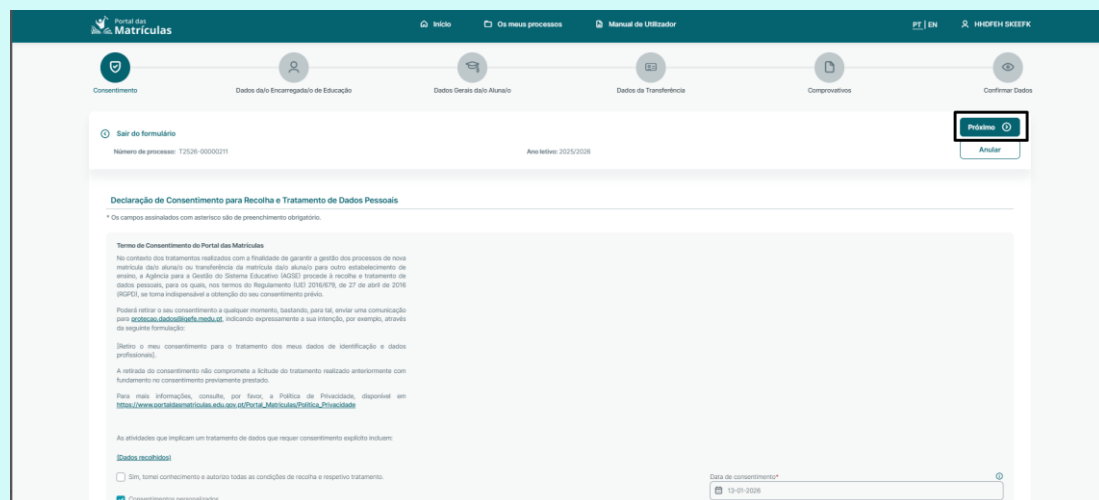 Portal das
Matrículas
Início
Os meus processos
Manual de Utilizador
PT | EN
HHDFEH SKEEFK
Consentimento
Dados da/o Encarregada/o de Educação
Dados Gerais da/o Aluna/o
Dados da Transferência
Comprovativos
Confirmar Dados
Sair do formulário
Próximo
Número de processo: T2526-00000211
Ano letivo: 2025/2026
Anular
Declaração de Consentimento para Recolha e Tratamento de Dados Pessoais
* Os campos assinalados com asterisco são de preenchimento obrigatório.
Termo de Consentimento do Portal das Matrículas
No contexto dos tratamentos realizados com a finalidade de garantir a gestão dos processos de nova
matrícula da/o aluna/o ou transferência da matrícula da/o aluna/o para outro estabelecimento de
ensino, a Agência para a Gestão do Sistema Educativo (AGSE) procede à recolha e tratamento de
dados pessoais, para os quais, nos termos do Regulamento (UE) 2016/679, de 27 de abril de 2016
(RGPD), se torna indispensável a obtenção do seu consentimento prévio.
Poderá retirar o seu consentimento a qualquer momento, bastando, para tal, enviar uma comunicação
para protecao.dados@igefe.medu.pt, indicando expressamente a sua intenção, por exemplo, através
da seguinte formulação:
[Retiro o meu consentimento para o tratamento dos meus dados de identificação e dados
profissionais].
A retirada do consentimento não compromete a licitude do tratamento realizado anteriormente com
fundamento no consentimento previamente prestado.
Para mais informações, consulte, por favor, a Política de Privacidade, disponível em
https://www.portaldasmatriculas.edu.gov.pt/Portal_Matriculas/Politica_Privacidade
As atividades que implicam um tratamento de dados que requer consentimento explícito incluem:
(Dados recolhidos)
Sim, tomei conhecimento e autorizo todas as condições de recolha e respetivo tratamento.
Data de consentimento*
13-01-2026
Consentimentos personalizados